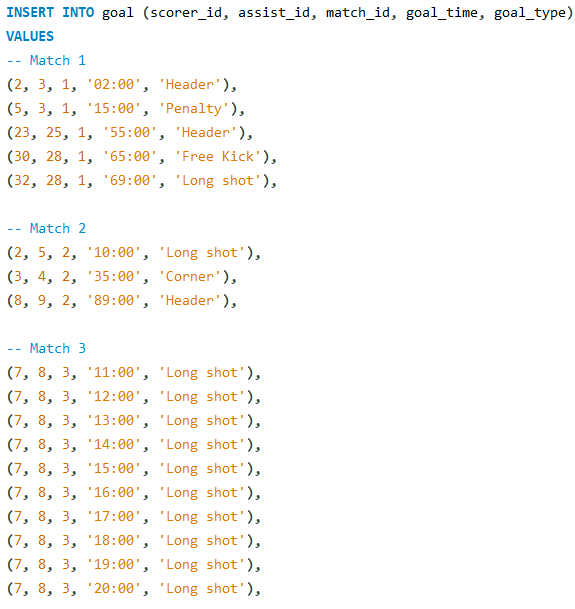 INSERT INTO goal (scorer_id, assist_id, match_id, goal_time, goal_type)
VALUES
-- Match 1
(2, 3, 1, '02:00', 'Header'),
(5, 3, 1, '15:00', 'Penalty'),
(23, 25, 1, '55:00', 'Header'),
(30, 28, 1, '65:00', 'Free Kick'),
(32, 28, 1, '69:00', 'Long shot'),
-- Match 2
(2, 5, 2, '10:00', 'Long shot'),
(3, 4, 2, '35:00', 'Corner'),
(8, 9, 2, '89:00', 'Header'),
-- Match 3
(7, 8, 3, '11:00', 'Long shot'),
(7, 8, 3, '12:00', 'Long shot'),
(7, 8, 3, '13:00', 'Long shot'),
(7, 8, 3, '14:00', 'Long shot'),
(7, 8, 3, '15:00', 'Long shot'),
(7, 8, 3, '16:00', 'Long shot'),
(7, 8, 3, '17:00', 'Long shot'),
(7, 8, 3, '18:00', 'Long shot'),
(7, 8, 3, '19:00', 'Long shot'),
(7, 8, 3, '20:00', 'Long shot'),